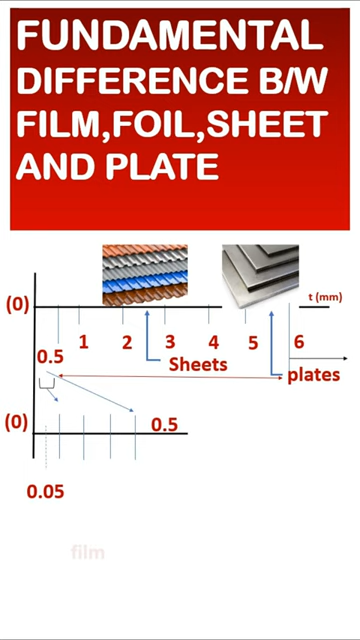 FUNDAMENTAL
DIFFERENCE B/W
FILM,FOIL,SHEET
AND PLATE
t (mm)
(0)
0.5
1
2
3
4
5
6
Sheets
plates
(0)
0.5
0.05
film